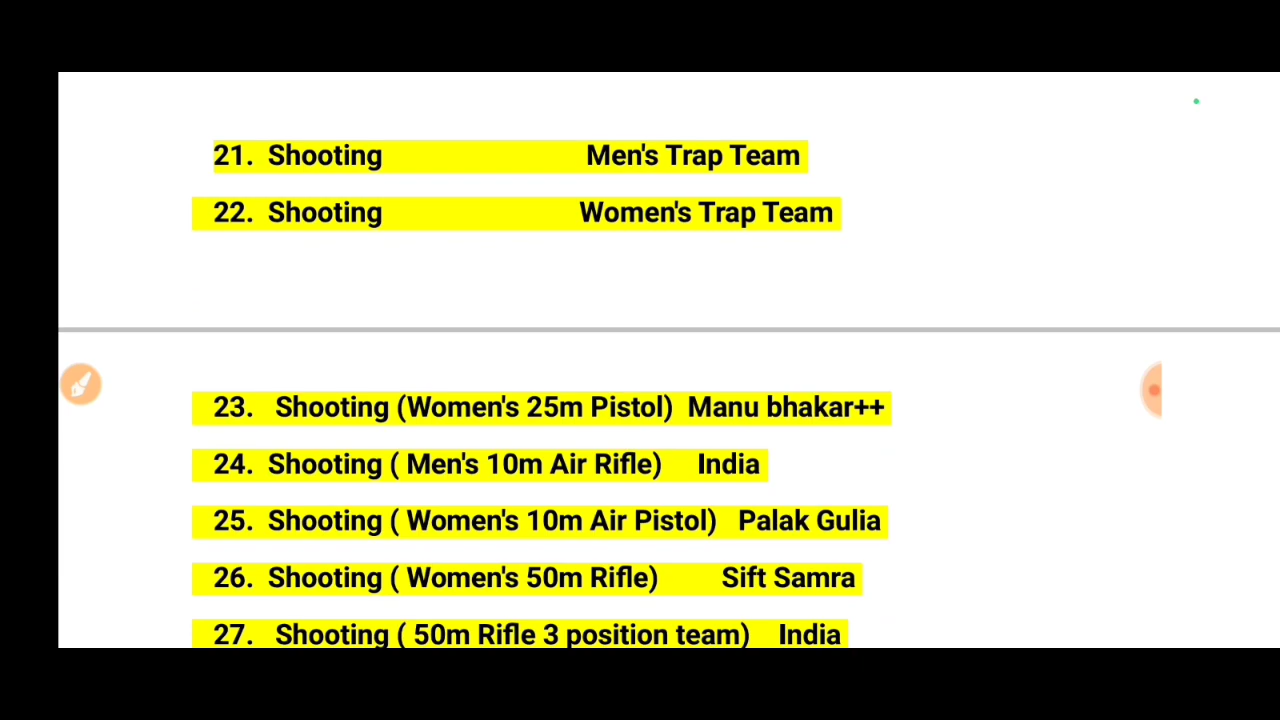 21. Shooting Men's Trap Team
22. Shooting Women's Trap Team
23. Shooting (Women's 25m Pistol) Manu bhakar++
24. Shooting ( Men's 10m Air Rifle) India
25. Shooting ( Women's 10m Air Pistol) Palak Gulia
26. Shooting ( Women's 50m Rifle) Sift Samra
27. Shooting ( 50m Rifle 3 position team) India